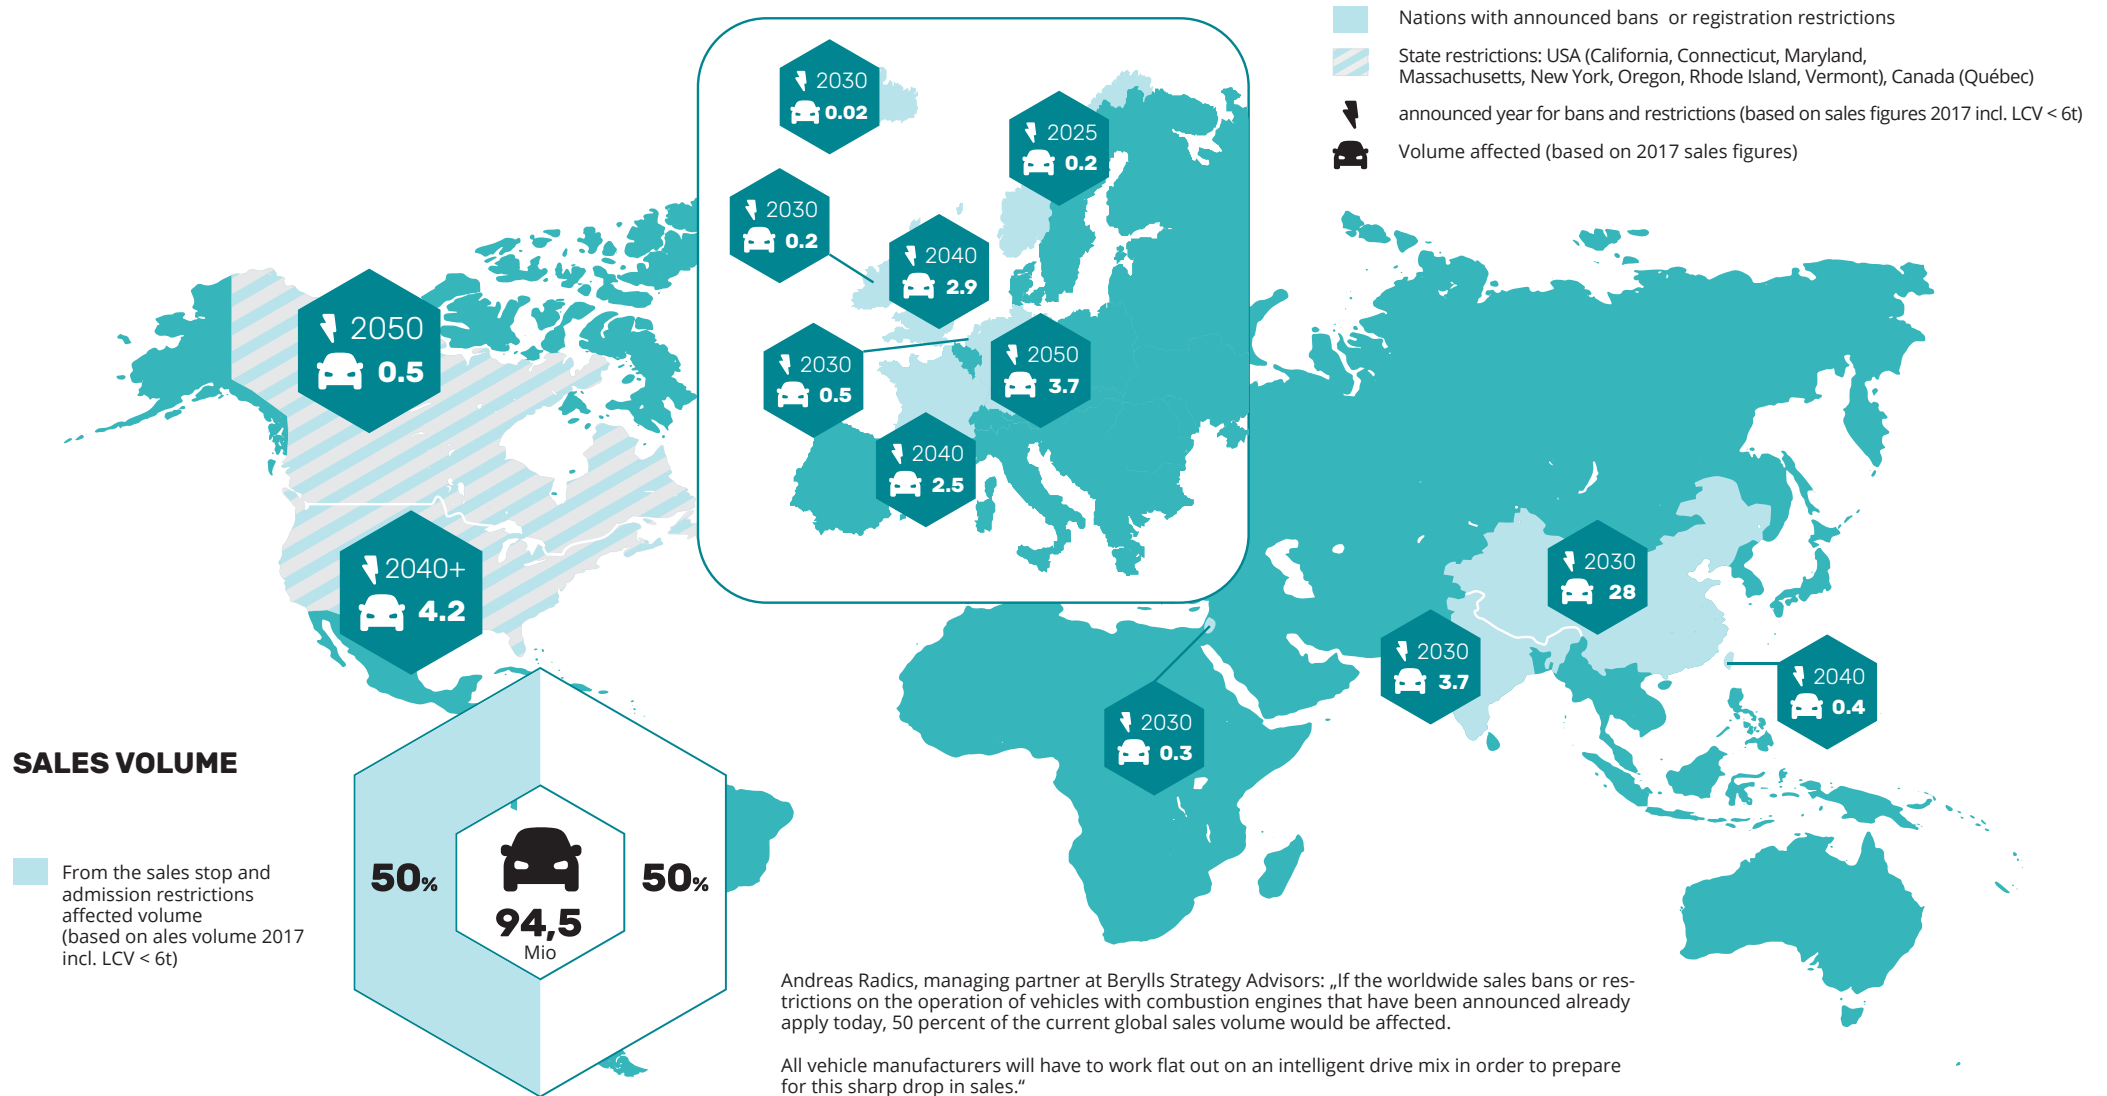 Nations with announced bans or registration restrictions
State restrictions: USA (California, Connecticut, Maryland,
Massachusetts, New York, Oregon, Rhode Island, Vermont), Canada (Québec)
announced year for bans and restrictions (based on sales figures 2017 incl. LCV < 6t)
Volume affected (based on 2017 sales figures)
2030
0.02
2025
0.2
2030
0.2
2040
2.9
2030
0.5
2050
3.7
2040
2.5
2050
0.5
2040+
4.2
2030
28
2030
3.7
2040
0.4
2030
0.3
SALES VOLUME
From the sales stop and
admission restrictions
affected volume
(based on ales volume 2017
incl. LCV < 6t)
50%
94,5
Mio
50%
Andreas Radics, managing partner at Berylls Strategy Advisors: „If the worldwide sales bans or res-
trictions on the operation of vehicles with combustion engines that have been announced already
apply today, 50 percent of the current global sales volume would be affected.
All vehicle manufacturers will have to work flat out on an intelligent drive mix in order to prepare
for this sharp drop in sales.“